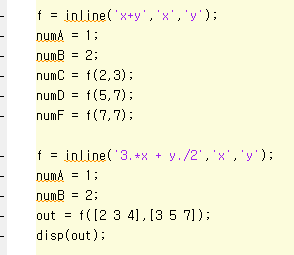 f = inline('x+y','x','y');
numA = 1;
numB = 2;
numC = f(2,3);
numD = f(5,7);
numF = f(7,7);
f = inline('3.*x + y./2','x','y');
numA = 1;
numB = 2;
out = f([2 3 4],[3 5 7]);
disp(out);